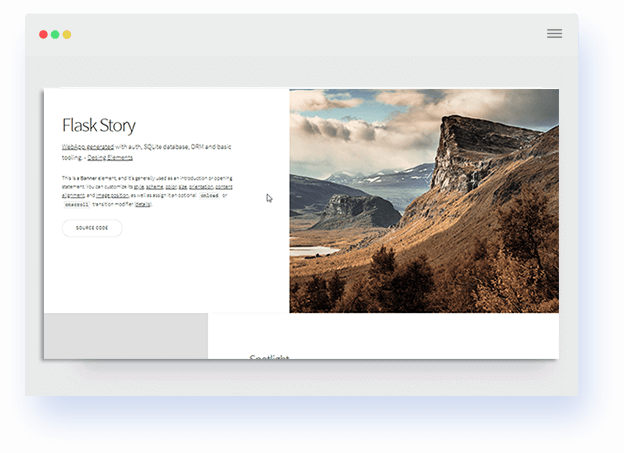 Flask Story
WebApp generated with auth, SQLite database, ORM and basic
tooling. - Desing Elements
This is a Banner element, and it's generally used as an introduction or opening
statement. You can customize its style, scheme, color, size, orientation, content
alignment, and image position, as well as assign it an optional onload or
onscroll transition modifier (details).
SOURCE CODE
Spotlight